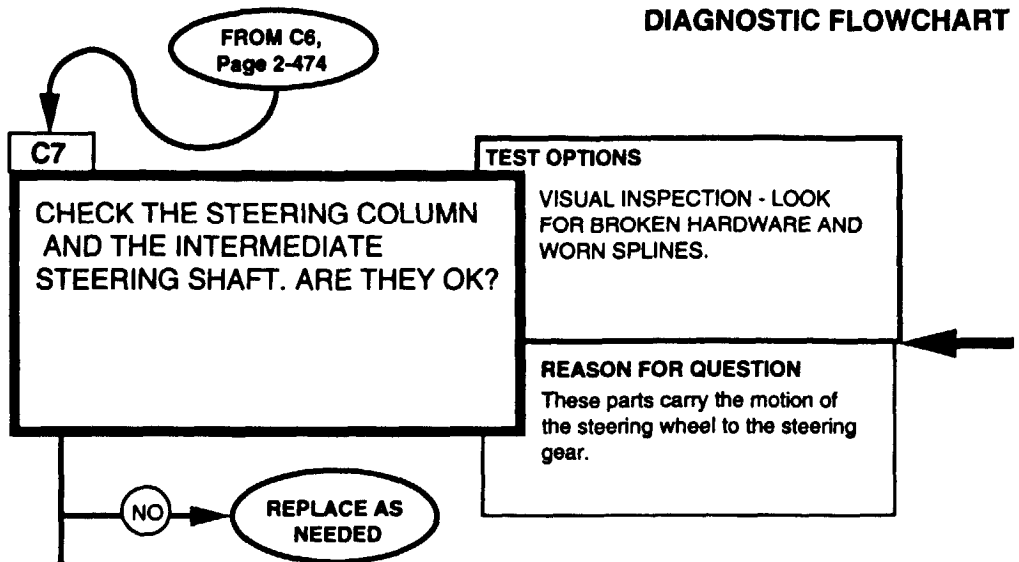 DIAGNOSTIC FLOWCHART
FROM C6,
Page 2-474
C7
CHECK THE STEERING COLUMN
AND THE INTERMEDIATE
STEERING SHAFT. ARE THEY OK?
TEST OPTIONS
VISUAL INSPECTION - LOOK
FOR BROKEN HARDWARE AND
WORN SPLINES.
REASON FOR QUESTION
These parts carry the motion of
the steering wheel to the steering
gear.
NO
REPLACE AS
NEEDED